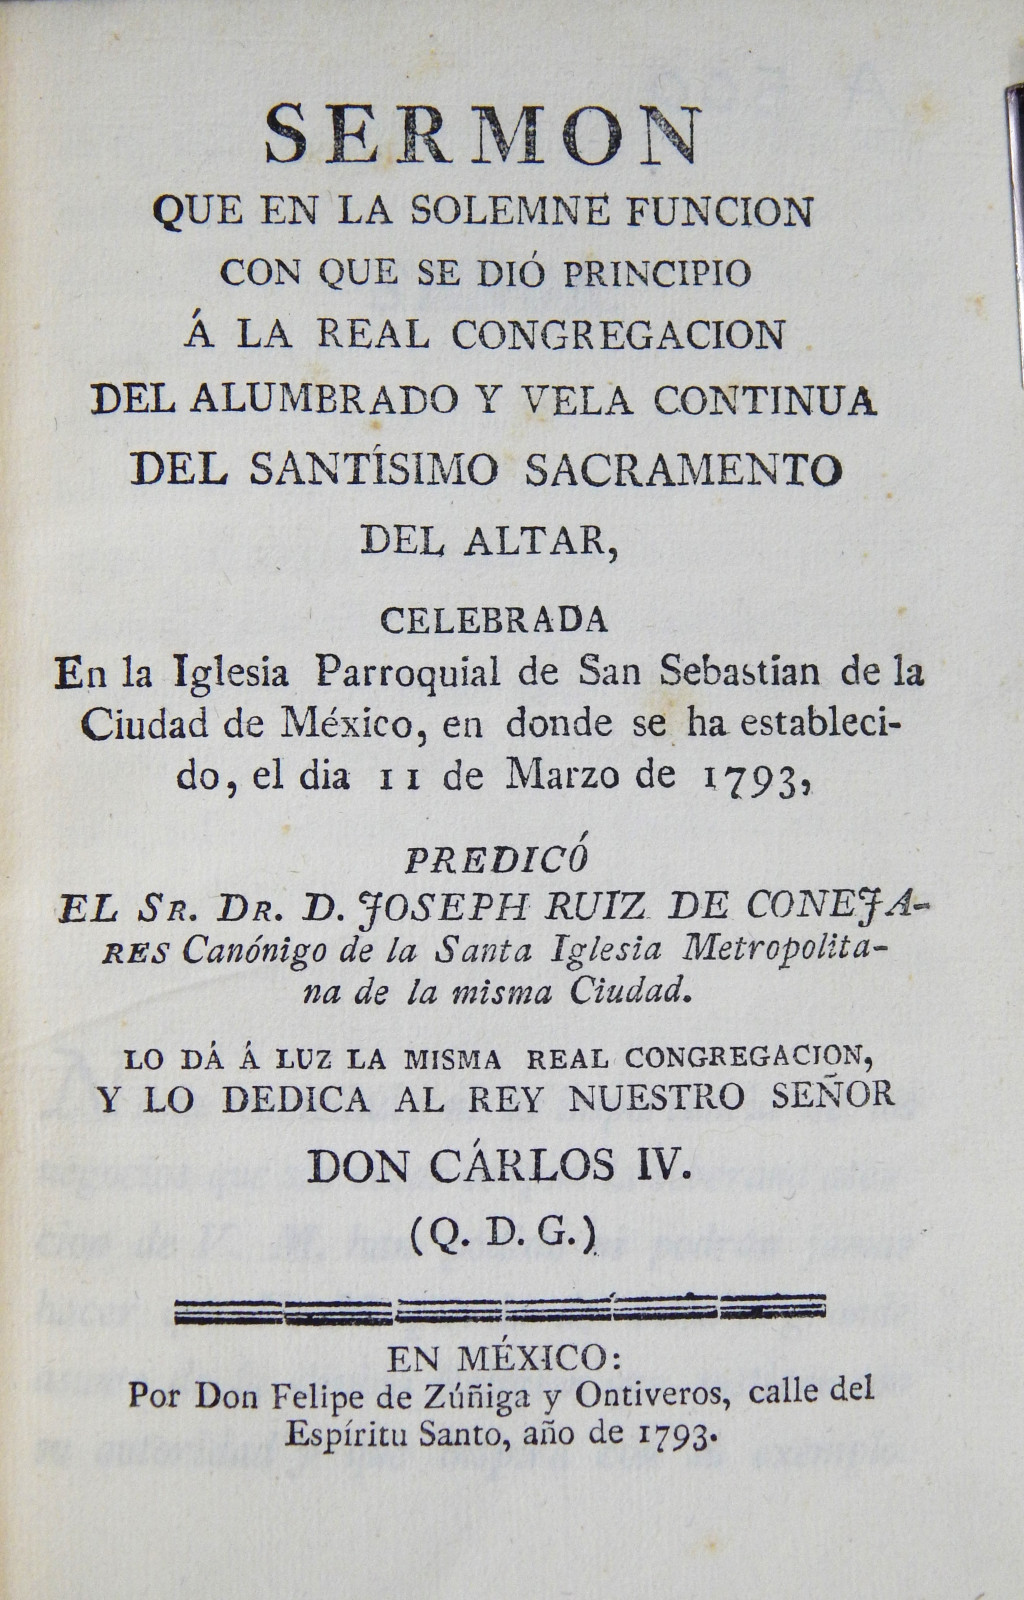 SERMON
QUE EN LA SOLEMNE FUNCION
CON QUE SE DIÓ PRINCIPIO
Á LA REAL CONGREGACION
DEL ALUMBRADO Y VELA CONTINUA
DEL SANTÍSIMO SACRAMENTO
DEL ALTAR,
CELEBRADA
En la Iglesia Parroquial de San Sebastian de la
Ciudad de México, en donde se ha estableci-
do, el dia 11 de Marzo de 1793,
PREDICÓ
EL SR. DR. D. JOSEPH RUIZ DE CONEJA-
RES Canónigo de la Santa Iglesia Metropolita-
na de la misma Ciudad.
LO DÁ Á LUZ LA MISMA REAL CONGREGACION,
Y LO DEDICA AL REY NUESTRO SEÑOR
DON CÁRLOS IV.
(Q. D. G.)
EN MÉXICO:
Por Don Felipe de Zúñiga y Ontiveros, calle del
Espíritu Santo, año de 1793.